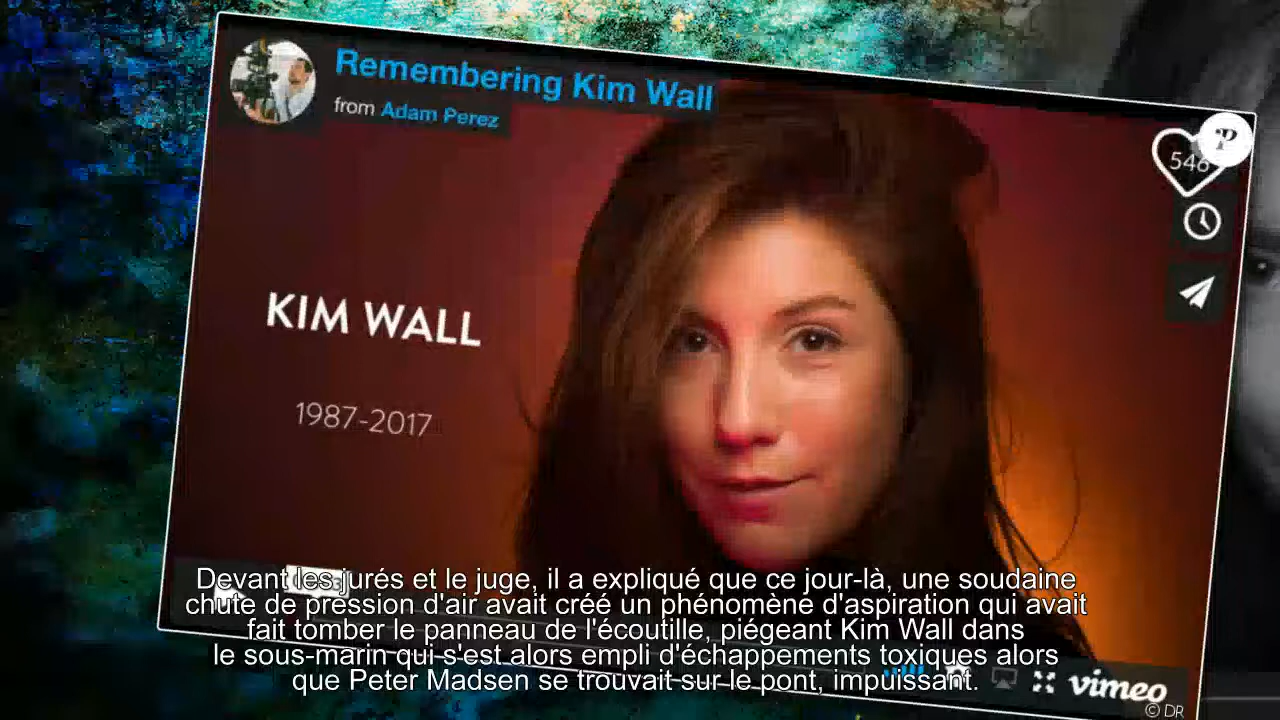 Remembering Kim Wall
from Adam Perez
P
548
KIM WALL
1987-2017
Devant les jurés et le juge, il a expliqué que ce jour-là, une soudaine
chute de pression d'air avait créé un phénomène d'aspiration qui avait
fait tomber le panneau de l'écoutille, piégeant Kim Wall dans
le sous-marin qui s'est alors empli d'échappements toxiques alors
que Peter Madsen se trouvait sur le pont, impuissant.
vimeo
© DR